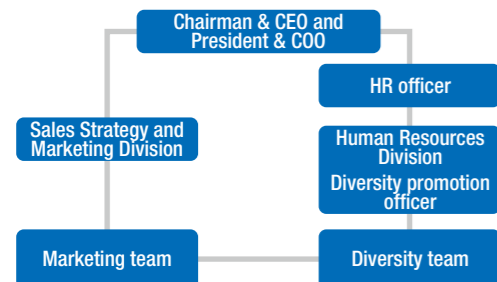 Chairman & CEO and
President & COO
HR officer
Sales Strategy and
Marketing Division
Human Resources
Division
Diversity promotion
officer
Marketing team
Diversity team